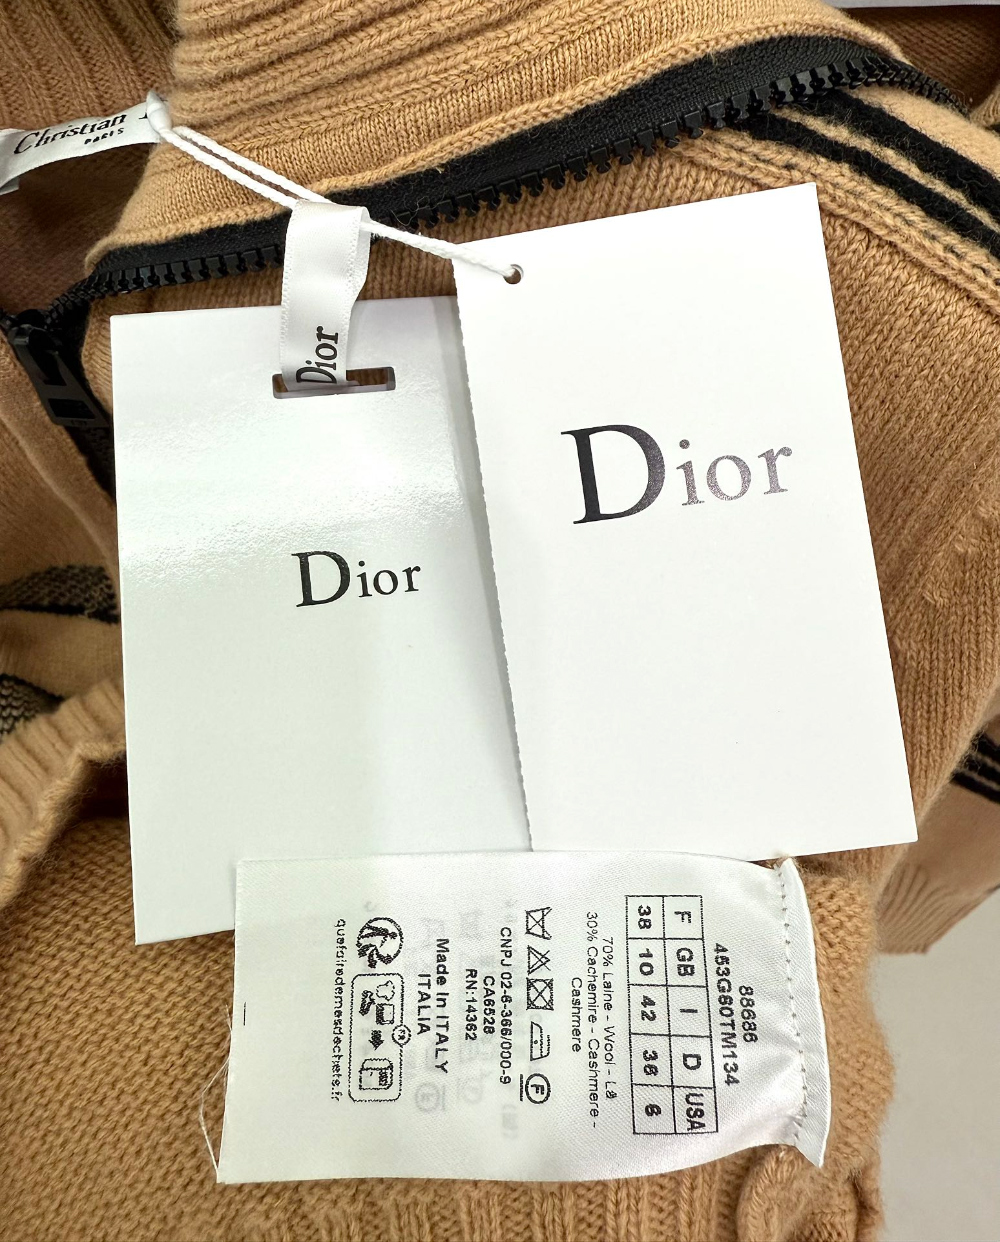 Christian
PARIS
Dior
Dior
Dior
88686
453G60TM134
F GB I D USA
38 10 42 36 6
70% Laine - Wool - Lã
30% Cachemire - Cashmere -
Cashmere
F
CNPJ 02-6-366/000-9
CA6528
RN:14362
Made in ITALY
ITALIA
FR
quefairedemesdechets.fr